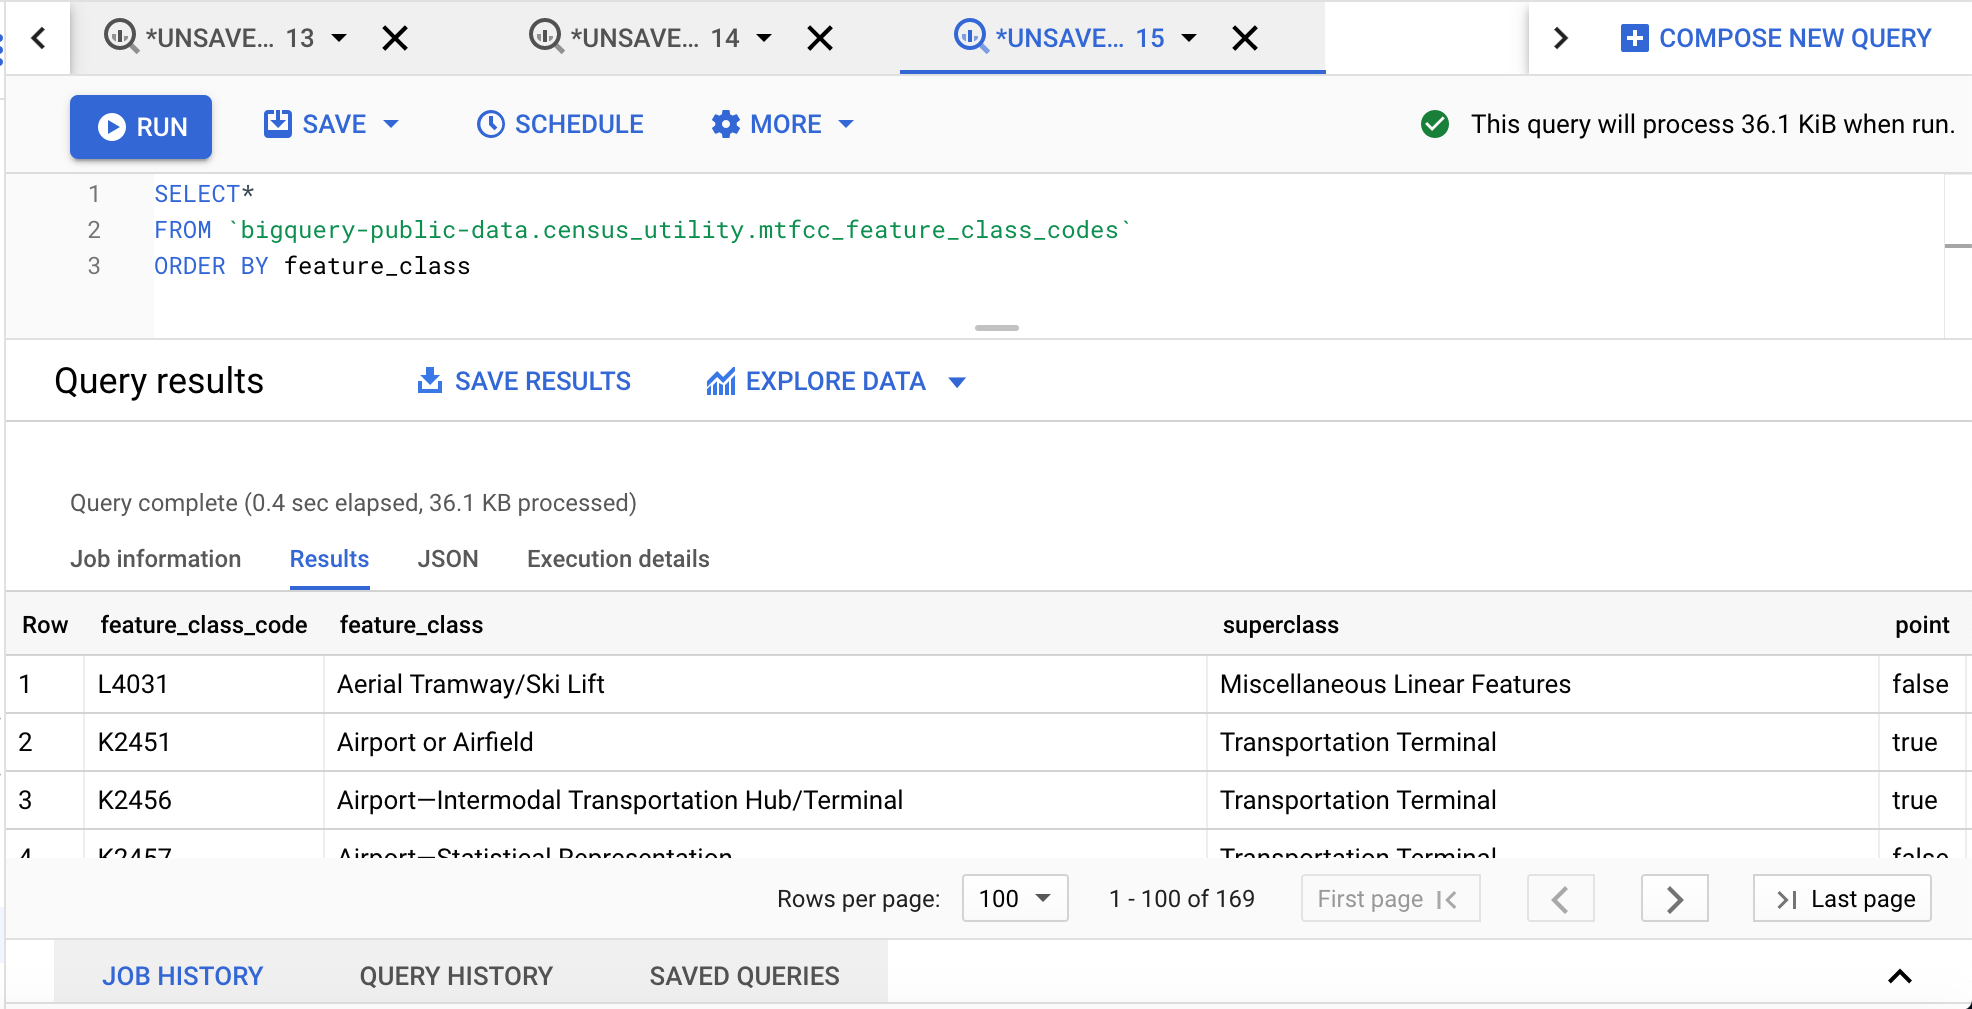 *UNSAVE... 13 *UNSAVE... 14 *UNSAVE... 15 COMPOSE NEW QUERY
RUN SAVE SCHEDULE MORE This query will process 36.1 KiB when run.
1 SELECT*
2 FROM `bigquery-public-data.census_utility.mtfcc_feature_class_codes`
3 ORDER BY feature_class
Query results SAVE RESULTS EXPLORE DATA
Query complete (0.4 sec elapsed, 36.1 KB processed)
Job information Results JSON Execution details
Row feature_class_code feature_class superclass point
1 L4031 Aerial Tramway/Ski Lift Miscellaneous Linear Features false
2 K2451 Airport or Airfield Transportation Terminal true
3 K2456 Airport—Intermodal Transportation Hub/Terminal Transportation Terminal true
4 K2457 Airport—Statistical Representation Transportation Terminal false
Rows per page: 100 1 - 100 of 169 First page Last page
JOB HISTORY QUERY HISTORY SAVED QUERIES